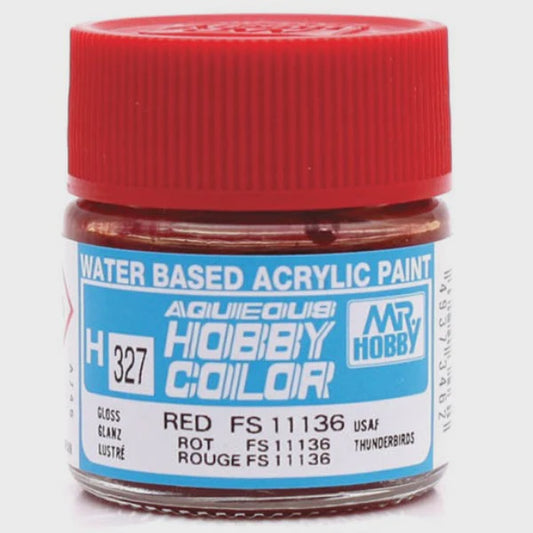 WATER BASED ACRYLIC PAINT
AQUEOUS
HOBBY
COLOR
MR
HOBBY
H 327
GLOSS
GLANZ
LUSTRÉ
RED FS 11136 USAF
ROT FS 11136 THUNDERBIRDS
ROUGE FS 11136